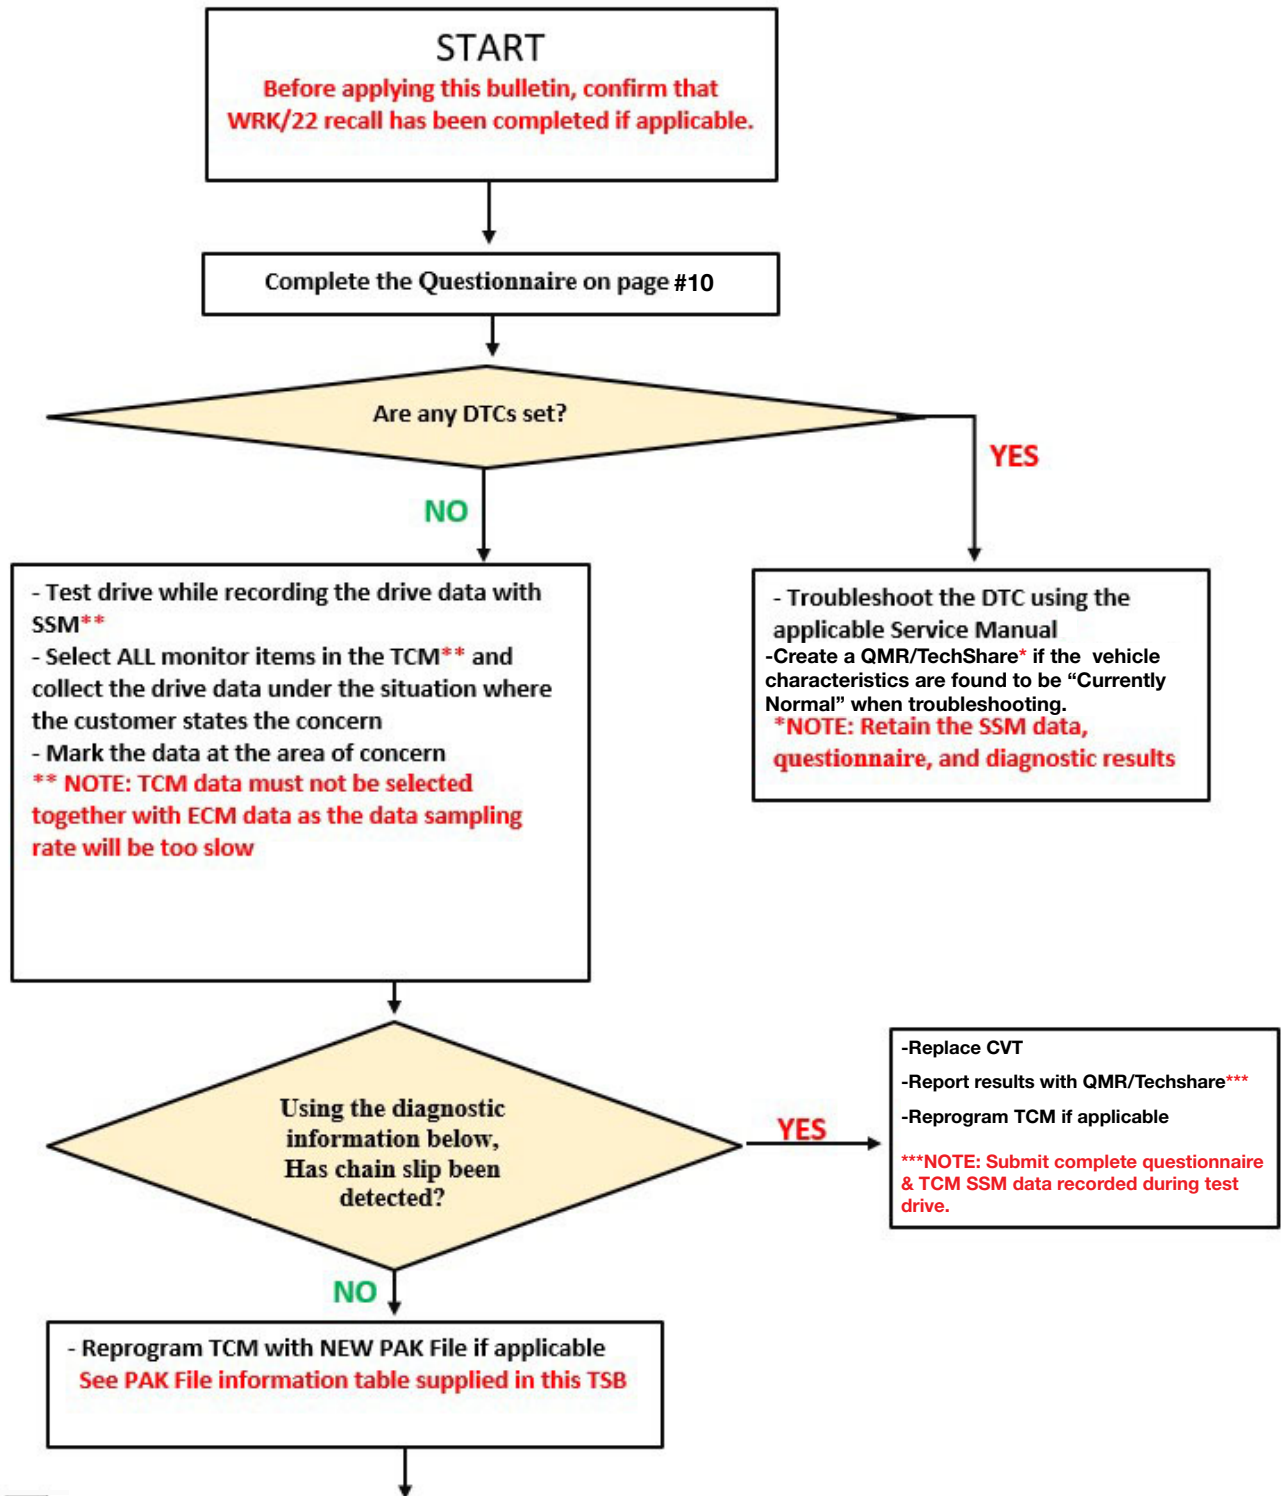 START
Before applying this bulletin, confirm that
WRK/22 recall has been completed if applicable.
Complete the Questionnaire on page #10
Are any DTCs set?
YES
NO
- Test drive while recording the drive data with
SSM**
- Select ALL monitor items in the TCM** and
collect the drive data under the situation where
the customer states the concern
- Mark the data at the area of concern
** NOTE: TCM data must not be selected
together with ECM data as the data sampling
rate will be too slow
- Troubleshoot the DTC using the
applicable Service Manual
-Create a QMR/TechShare* if the vehicle
characteristics are found to be “Currently
Normal” when troubleshooting.
*NOTE: Retain the SSM data,
questionnaire, and diagnostic results
Using the diagnostic
information below,
Has chain slip been
detected?
YES
-Replace CVT
-Report results with QMR/Techshare***
-Reprogram TCM if applicable
***NOTE: Submit complete questionnaire
& TCM SSM data recorded during test
drive.
NO
- Reprogram TCM with NEW PAK File if applicable
See PAK File information table supplied in this TSB